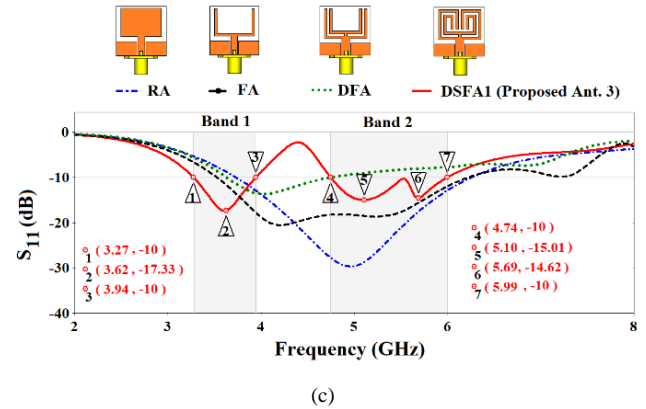 RA FA DFA DSFA1 (Proposed Ant. 3)
Band 1 Band 2
0
-10
-20
-30
-40
S11 (dB)
1 2 3 4 5 6 7
1 ( 3.27 , -10 )
2 ( 3.62 , -17.33 )
3 ( 3.94 , -10 )
4 ( 4.74 , -10 )
5 ( 5.10 , -15.01 )
6 ( 5.69 , -14.62 )
7 ( 5.99 , -10 )
2 3 4 5 6 7 8
Frequency (GHz)
(c)